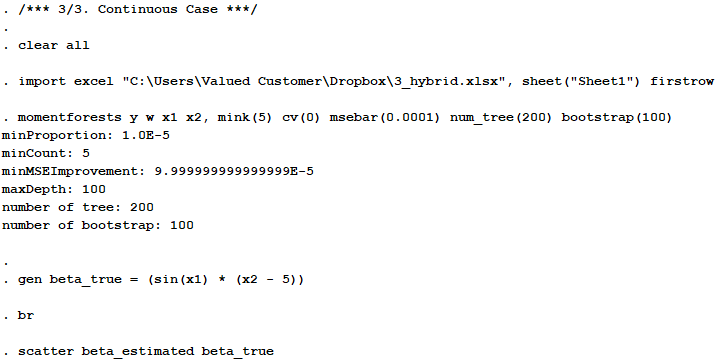 . /*** 3/3. Continuous Case ***/
.
. clear all
. import excel "C:\Users\Valued Customer\Dropbox\3_hybrid.xlsx", sheet("Sheet1") firstrow
. momentforests y w x1 x2, mink(5) cv(0) msebar(0.0001) num_tree(200) bootstrap(100)
minProportion: 1.0E-5
minCount: 5
minMSEImprovement: 9.999999999999999E-5
maxDepth: 100
number of tree: 200
number of bootstrap: 100
.
. gen beta_true = (sin(x1) * (x2 - 5))
. br
. scatter beta_estimated beta_true